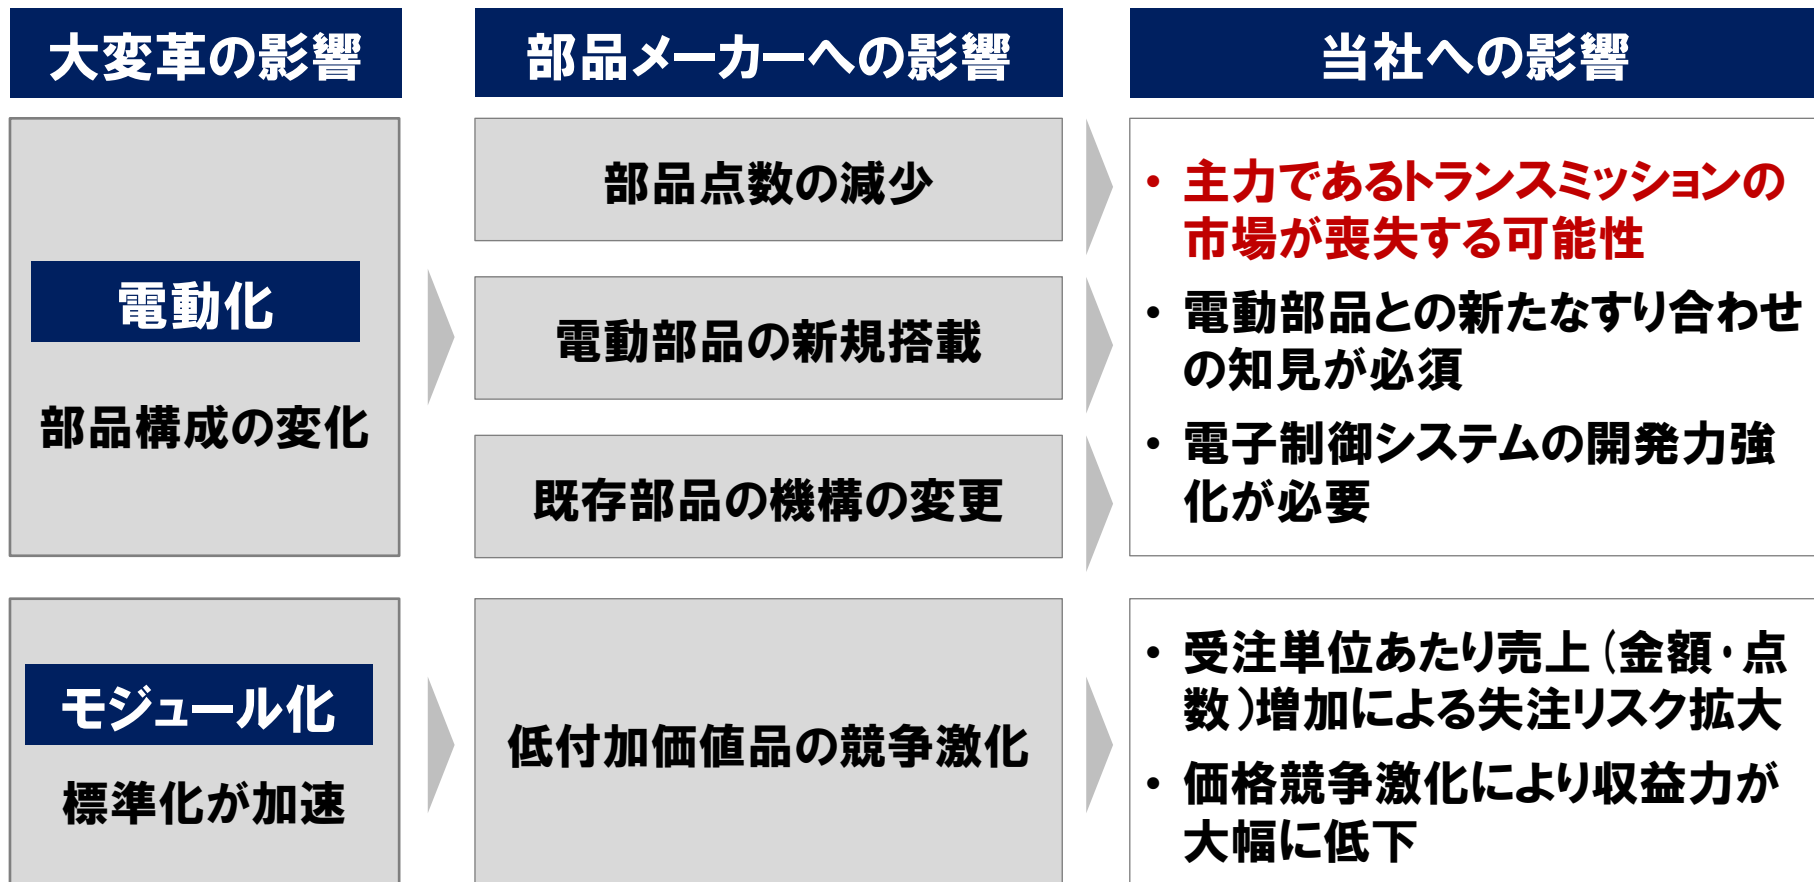 大変革の影響
部品メーカーへの影響
当社への影響
電動化
部品構成の変化
部品点数の減少
電動部品の新規搭載
既存部品の機構の変更
・主力であるトランスミッションの
市場が喪失する可能性
・電動部品との新たなすり合わせ
の知見が必須
・電子制御システムの開発力強
化が必要
モジュール化
標準化が加速
低付加価値品の競争激化
・受注単位あたり売上(金額・点
数)増加による失注リスク拡大
・価格競争激化により収益力が
大幅に低下